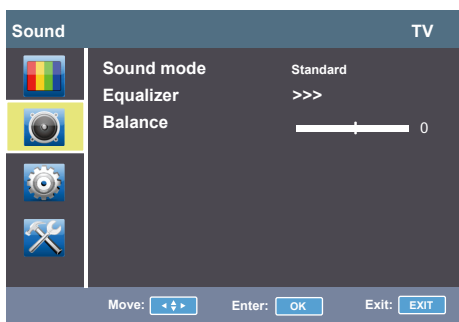 Sound TV
Sound mode Standard
Equalizer >>>
Balance 0
Move: Enter: OK Exit: EXIT